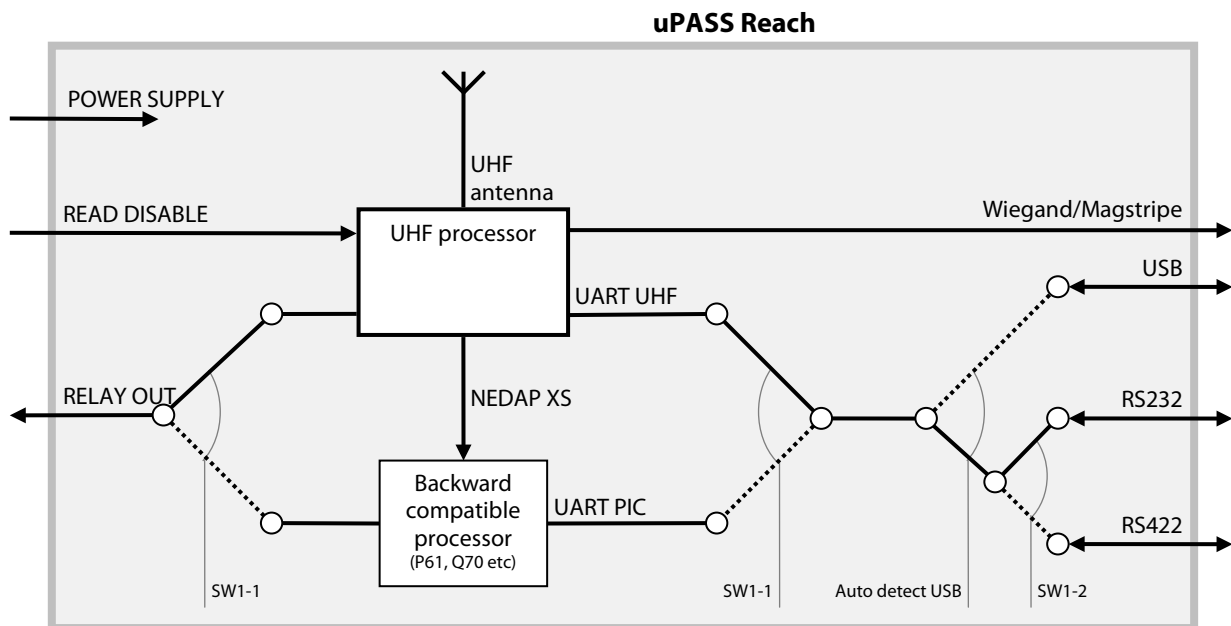 uPASS Reach
POWER SUPPLY
UHF
antenna
READ DISABLE
UHF processor
Wiegand/Magstripe
USB
UART UHF
RELAY OUT
NEDAP XS
RS232
Backward
compatible
processor
(P61, Q70 etc)
UART PIC
RS422
SW1-1
SW1-1
Auto detect USB
SW1-2